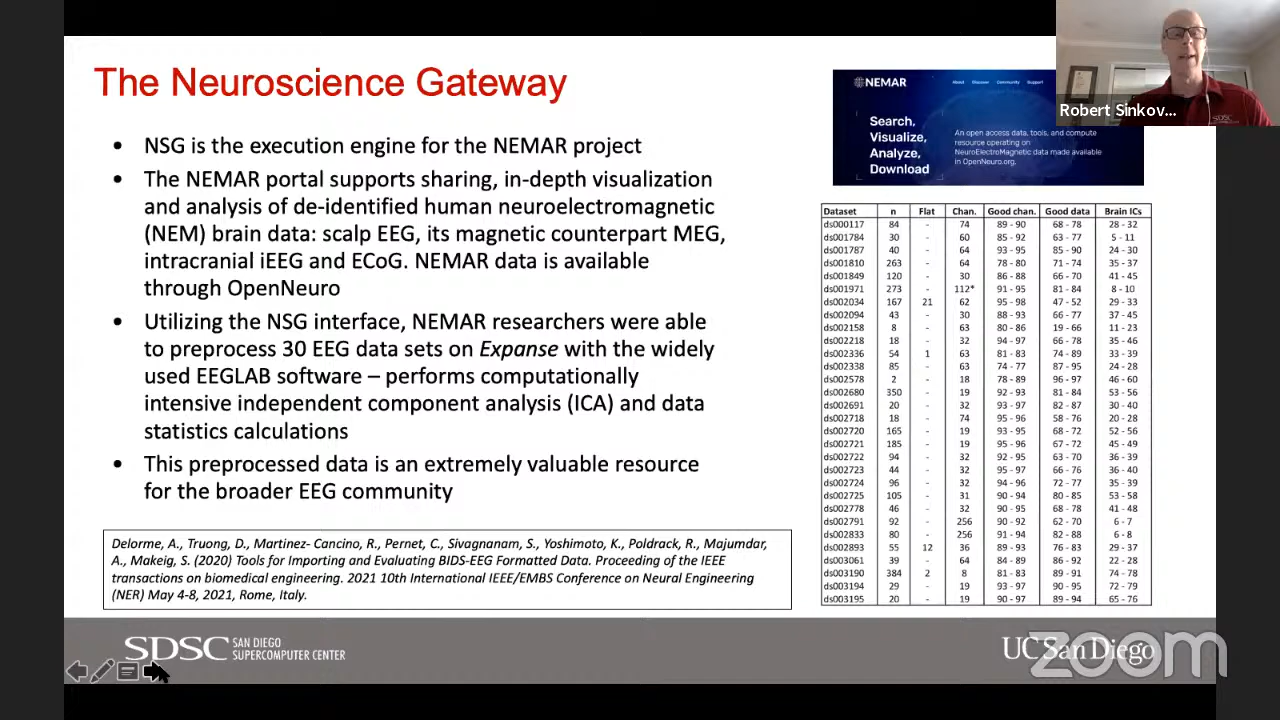 The Neuroscience Gateway
• NSG is the execution engine for the NEMAR project
• The NEMAR portal supports sharing, in-depth visualization
and analysis of de-identified human neuroelectromagnetic
(NEM) brain data: scalp EEG, its magnetic counterpart MEG,
intracranial iEEG and ECoG. NEMAR data is available
through OpenNeuro
• Utilizing the NSG interface, NEMAR researchers were able
to preprocess 30 EEG data sets on Expanse with the widely
used EEGLAB software – performs computationally
intensive independent component analysis (ICA) and data
statistics calculations
• This preprocessed data is an extremely valuable resource
for the broader EEG community
Delorme, A., Truong, D., Martinez- Cancino, R., Pernet, C., Sivagnanam, S., Yoshimoto, K., Poldrack, R., Majumdar,
A., Makeig, S. (2020) Tools for Importing and Evaluating BIDS-EEG Formatted Data. Proceeding of the IEEE
transactions on biomedical engineering. 2021 10th International IEEE/EMBS Conference on Neural Engineering
(NER) May 4-8, 2021, Rome, Italy.
NEMAR
About Discover Community Support
Search,
Visualize,
Analyze,
Download
An open access data, tools, and compute
resource operating on
NeuroElectroMagnetic data made available
in OpenNeuro.org.
Robert Sinkov...
SDSC
Dataset n Flat Chan. Good chan. Good data Brain ICs
ds000117 84 - 74 89 - 90 68 - 78 28 - 32
ds001784 30 - 60 85 - 92 63 - 77 5 - 11
ds001787 40 - 64 93 - 95 85 - 90 24 - 30
ds001810 263 - 64 78 - 80 71 - 74 35 - 37
ds001849 120 - 30 86 - 88 66 - 70 41 - 45
ds001971 273 - 112* 91 - 95 81 - 84 8 - 10
ds002034 167 21 62 95 - 98 47 - 52 29 - 33
ds002094 43 - 30 88 - 93 66 - 77 37 - 45
ds002158 8 - 63 80 - 86 19 - 66 11 - 23
ds002218 18 - 32 94 - 97 66 - 78 35 - 46
ds002336 54 1 63 81 - 83 74 - 89 33 - 39
ds002338 85 - 63 74 - 77 87 - 95 24 - 28
ds002578 2 - 18 78 - 89 96 - 97 46 - 60
ds002680 350 - 19 92 - 93 81 - 84 53 - 56
ds002691 20 - 32 93 - 97 82 - 87 30 - 40
ds002718 18 - 74 95 - 96 58 - 76 20 - 28
ds002720 165 - 19 93 - 95 68 - 72 52 - 56
ds002721 185 - 19 95 - 96 67 - 72 45 - 49
ds002722 94 - 32 92 - 95 63 - 70 36 - 39
ds002723 44 - 32 95 - 97 66 - 76 36 - 40
ds002724 96 - 32 94 - 96 72 - 77 35 - 39
ds002725 105 - 31 90 - 94 80 - 85 53 - 58
ds002778 46 - 32 90 - 95 68 - 78 41 - 48
ds002791 92 - 256 90 - 92 62 - 70 6 - 7
ds002833 80 - 256 91 - 94 82 - 88 6 - 8
ds002893 55 12 36 89 - 93 76 - 83 29 - 37
ds003061 39 - 64 84 - 89 86 - 92 22 - 28
ds003190 384 2 8 81 - 83 89 - 91 74 - 78
ds003194 29 - 19 93 - 97 90 - 95 72 - 79
ds003195 20 - 19 90 - 97 89 - 94 65 - 76
SDSC SAN DIEGO
SUPERCOMPUTER CENTER
UC San Diego
zoom